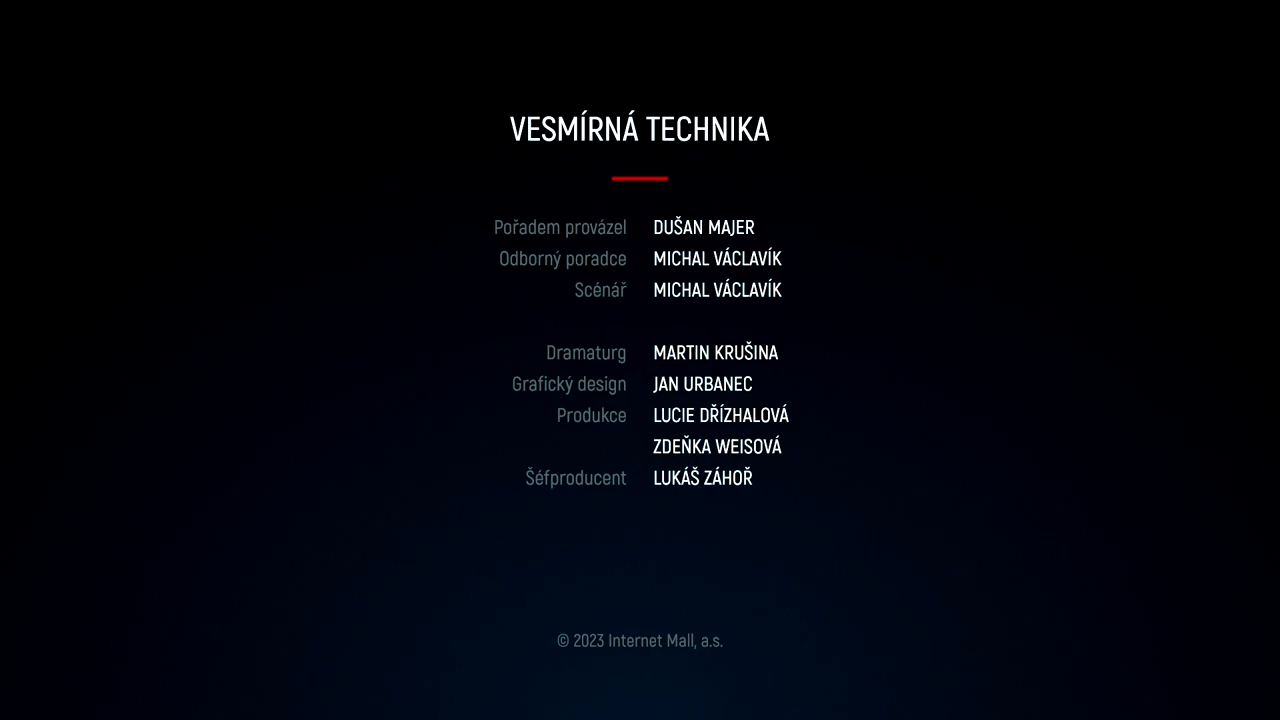 VESMÍRNÁ TECHNIKA
Pořadem provázel DUŠAN MAJER
Odborný poradce MICHAL VÁCLAVÍK
Scénář MICHAL VÁCLAVÍK
Dramaturg MARTIN KRUŠINA
Grafický design JAN URBANEC
Produkce LUCIE DŘÍZHALOVÁ
ZDEŇKA WEISOVÁ
Šéfproducent LUKÁŠ ZÁHOŘ
© 2023 Internet Mall, a.s.